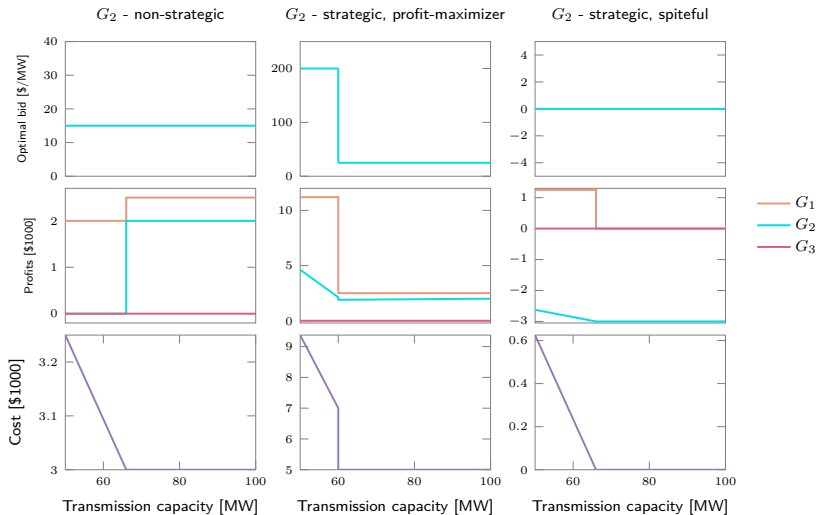 G₂ - non-strategic
G₂ - strategic, profit-maximizer
G₂ - strategic, spiteful
Optimal bid [$/MW]
40
30
20
10
0
200
100
0
4
2
0
−2
−4
Profits [$1000]
2
1
0
10
5
0
1
0
−1
−2
−3
G₁
G₂
G₃
Cost [$1000]
3.2
3.1
3
9
8
7
6
5
0.6
0.4
0.2
0
60 80 100
60 80 100
60 80 100
Transmission capacity [MW]
Transmission capacity [MW]
Transmission capacity [MW]